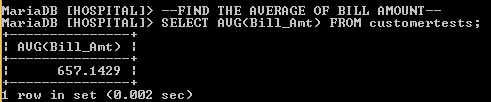 MariaDB [HOSPITAL]> --FIND THE AVERAGE OF BILL AMOUNT--
MariaDB [HOSPITAL]> SELECT AVG(Bill_Amt) FROM customertests;
+---------------+
¦ AVG(Bill_Amt) ¦
+---------------+
¦      657.1429 ¦
+---------------+
1 row in set (0.002 sec)